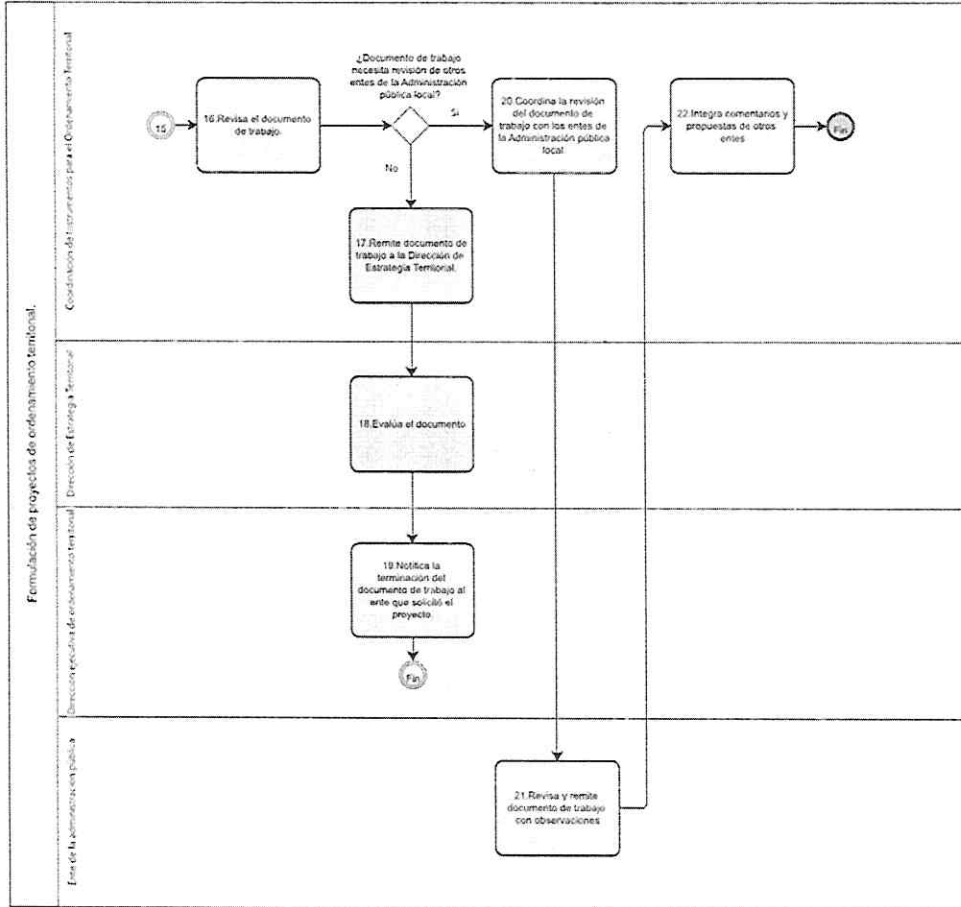 Formulación de proyectos de ordenamiento territorial.
Coordinación de Instrumentos para el Ordenamiento Territorial
15
16.Revisa el documento
de trabajo.
¿Documento de trabajo
necesita revisión de otros
entes de la Administración
pública local?
Si
No
20.Coordina la revisión
del documento de
trabajo con los entes de
la Administración pública
local
22.Integra comentarios y
propuestas de otros
entes
Fin
17.Remite documento de
trabajo a la Dirección de
Estrategia Territorial.
Dirección de Estrategia Territorial
18.Evalúa el documento
Dirección ejecutiva de ordenamiento territorial
19.Notifica la
terminación del
documento de trabajo al
ente que solicitó el
proyecto.
Fin
Ente de la administración pública
21.Revisa y remite
documento de trabajo
con observaciones